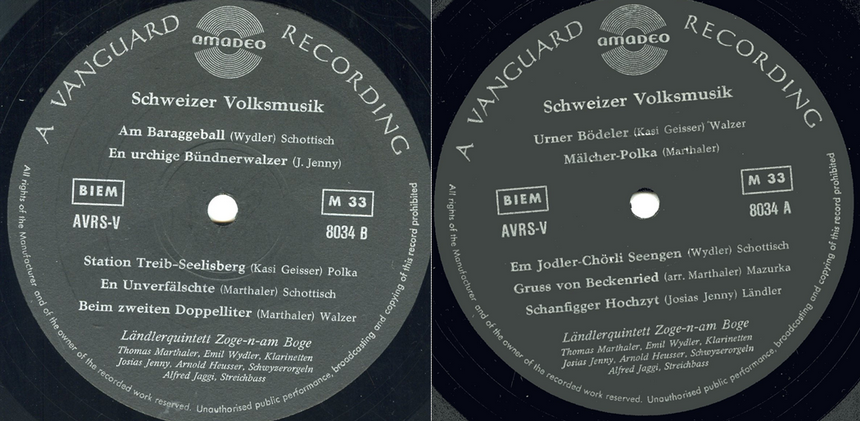 A VANGUARD RECORDING
amadeo
Schweizer Volksmusik
Am Baraggeball (Wydler) Schottisch
En urchige Bündnerwalzer (J. Jenny)
BIEM
M 33
AVRS-V
8034 B
Station Treib-Seelisberg (Kasi Geisser) Polka
En Unverfälschte (Marthaler) Schottisch
Beim zweiten Doppelliter (Marthaler) Walzer
Ländlerquintett Zoge-n-am Boge
Thomas Marthaler, Emil Wydler, Klarinetten
Josias Jenny, Arnold Heusser, Schwyzerorgeln
Alfred Jaggi, Streichbass
All rights of the Manufacturer and of the owner of the recorded work reserved. Unauthorised public performance, broadcasting and copying of this record prohibited
A VANGUARD RECORDING
amadeo
Schweizer Volksmusik
Urner Bödeler (Kasi Geisser) Walzer
Mälcher-Polka (Marthaler)
BIEM
M 33
AVRS-V
8034 A
Em Jodler-Chörli Seengen (Wydler) Schottisch
Gruss von Beckenried (arr. Marthaler) Mazurka
Schanfigger Hochzyt (Josias Jenny) Ländler
Ländlerquintett Zoge-n-am Boge
Thomas Marthaler, Emil Wydler, Klarinetten
Josias Jenny, Arnold Heusser, Schwyzerorgeln
Alfred Jaggi, Streichbass
All rights of the Manufacturer and of the owner of the recorded work reserved. Unauthorised public performance, broadcasting and copying of this record prohibited